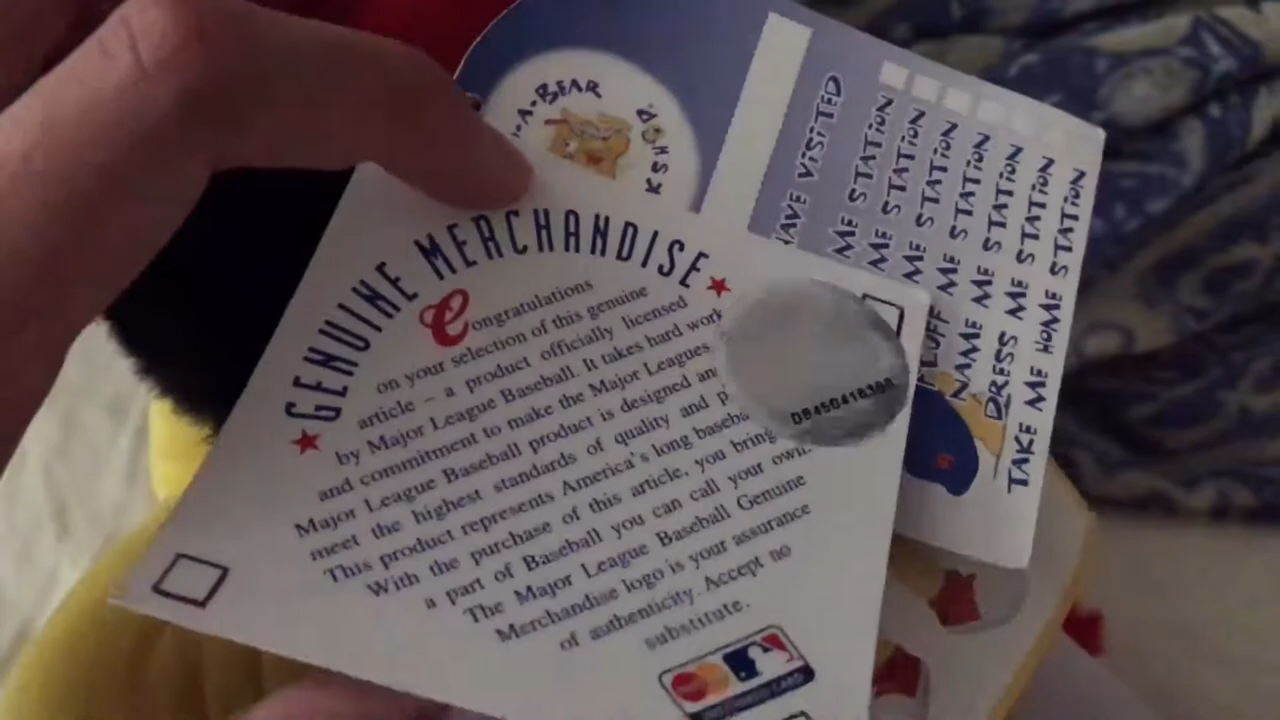 GENUINE MERCHANDISE
Congratulations
on your selection of this genuine
article – a product officially licensed
by Major League Baseball. It takes hard work
and commitment to make the Major Leagues.
Major League Baseball product is designed an
meet the highest standards of quality and p
This product represents America's long baseba
With the purchase of this article, you bring
a part of Baseball you can call your own.
The Major League Baseball Genuine
Merchandise logo is your assurance
of authenticity. Accept no
substitute.
-A-BEAR
KSHOP
HAVE VISITED
ME STATION
ME STATION
ME STATION
FLUFF ME STATION
NAME ME STATION
DRESS ME STATION
TAKE ME HOME STATION